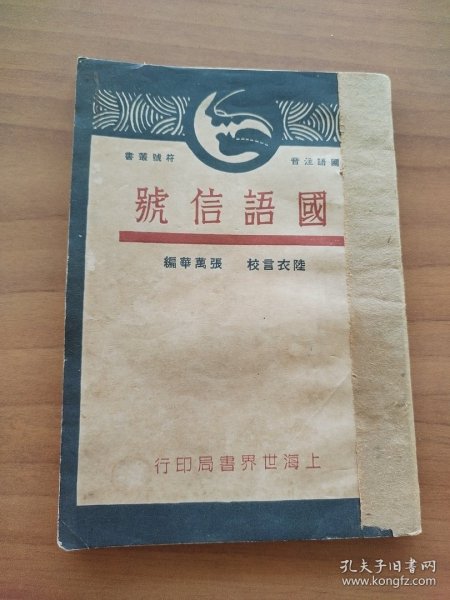 國語注音 符號叢書
國語信號
陸衣言校 張萬華編
上海世界書局印行
孔夫子旧书网
www.kongfz.com